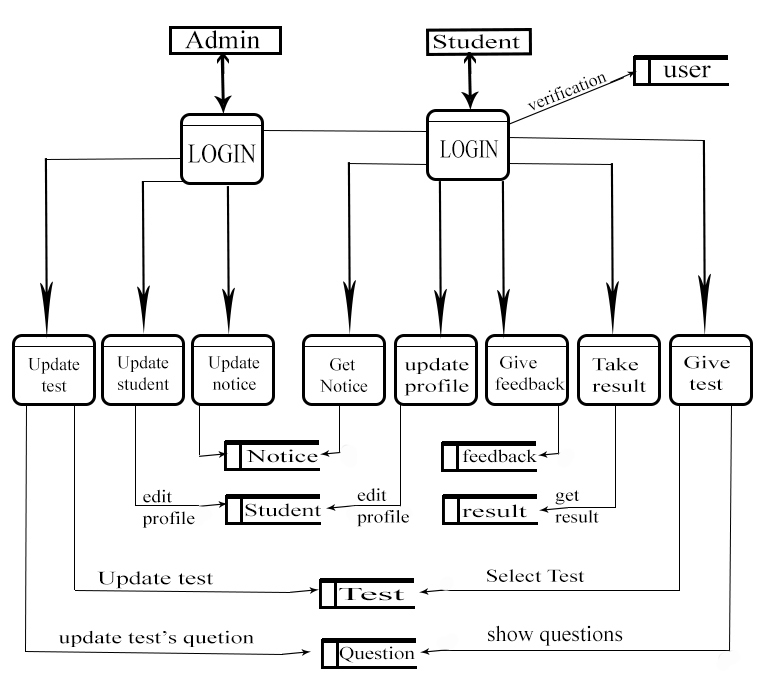 Admin
Student
user
verification
LOGIN
LOGIN
Update
test
Update
student
Update
notice
Get
Notice
update
profile
Give
feedback
Take
result
Give
test
Notice
feedback
edit
profile
Student
edit
profile
result
get
result
Update test
Test
Select Test
update test's quetion
Question
show questions